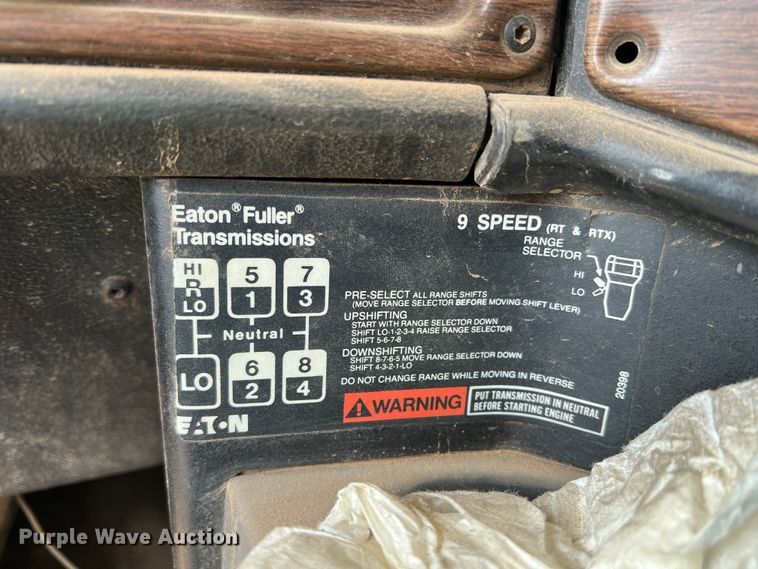 Eaton® Fuller®
Transmissions
9 SPEED (RT & RTX)
RANGE
SELECTOR
HI
LO
HI
R
LO
5
1
7
3
Neutral
LO
6
2
8
4
EATON
PRE-SELECT ALL RANGE SHIFTS
(MOVE RANGE SELECTOR BEFORE MOVING SHIFT LEVER)
UPSHIFTING
START WITH RANGE SELECTOR DOWN
SHIFT LO-1-2-3-4 RAISE RANGE SELECTOR
SHIFT 5-6-7-8
DOWNSHIFTING
SHIFT 8-7-6-5 MOVE RANGE SELECTOR DOWN
SHIFT 4-3-2-1-LO
DO NOT CHANGE RANGE WHILE MOVING IN REVERSE
WARNING
PUT TRANSMISSION IN NEUTRAL
BEFORE STARTING ENGINE
20398
Purple Wave Auction